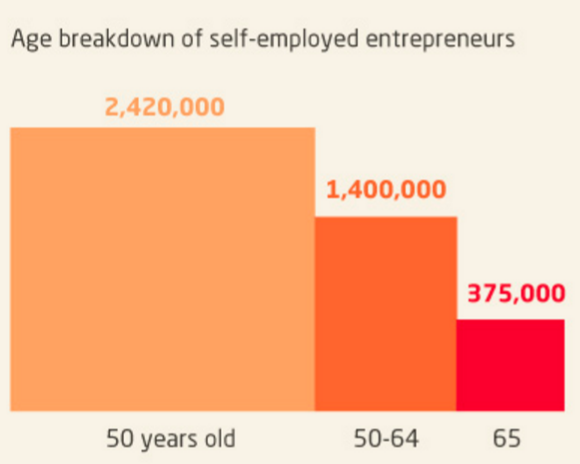 Age breakdown of self-employed entrepreneurs
2,420,000
1,400,000
375,000
50 years old
50-64
65